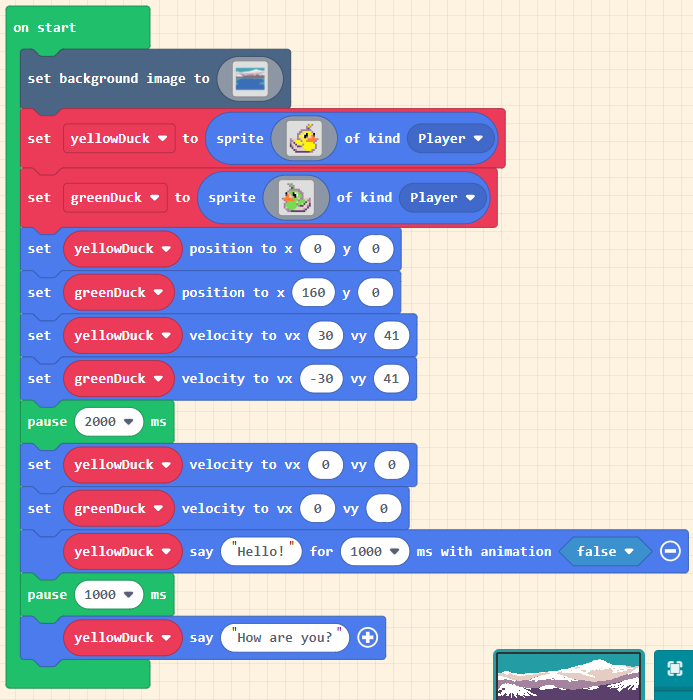 on start
set background image to
set yellowDuck to sprite of kind Player
set greenDuck to sprite of kind Player
set yellowDuck position to x 0 y 0
set greenDuck position to x 160 y 0
set yellowDuck velocity to vx 30 vy 41
set greenDuck velocity to vx -30 vy 41
pause 2000 ms
set yellowDuck velocity to vx 0 vy 0
set greenDuck velocity to vx 0 vy 0
yellowDuck say "Hello!" for 1000 ms with animation false
pause 1000 ms
yellowDuck say "How are you?"